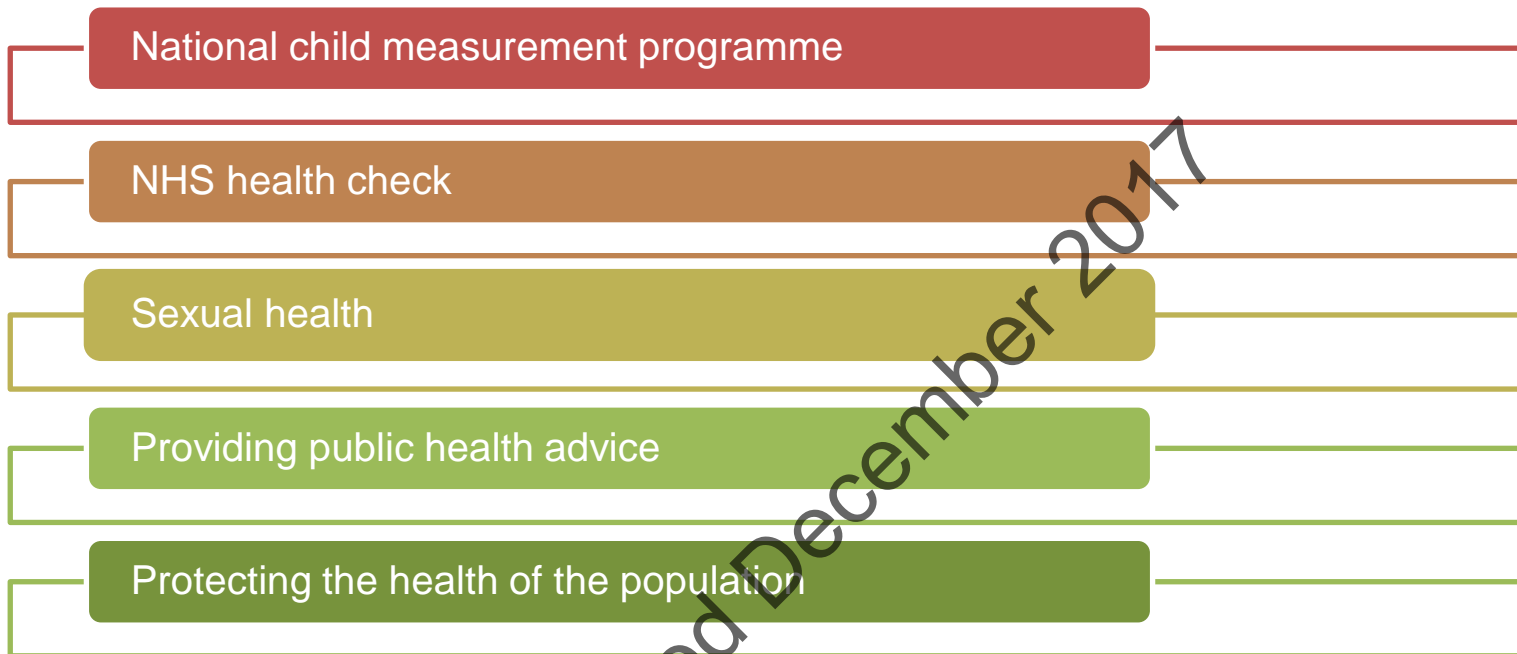 National child measurement programme
NHS health check
Sexual health
Providing public health advice
Protecting the health of the population
December 2017